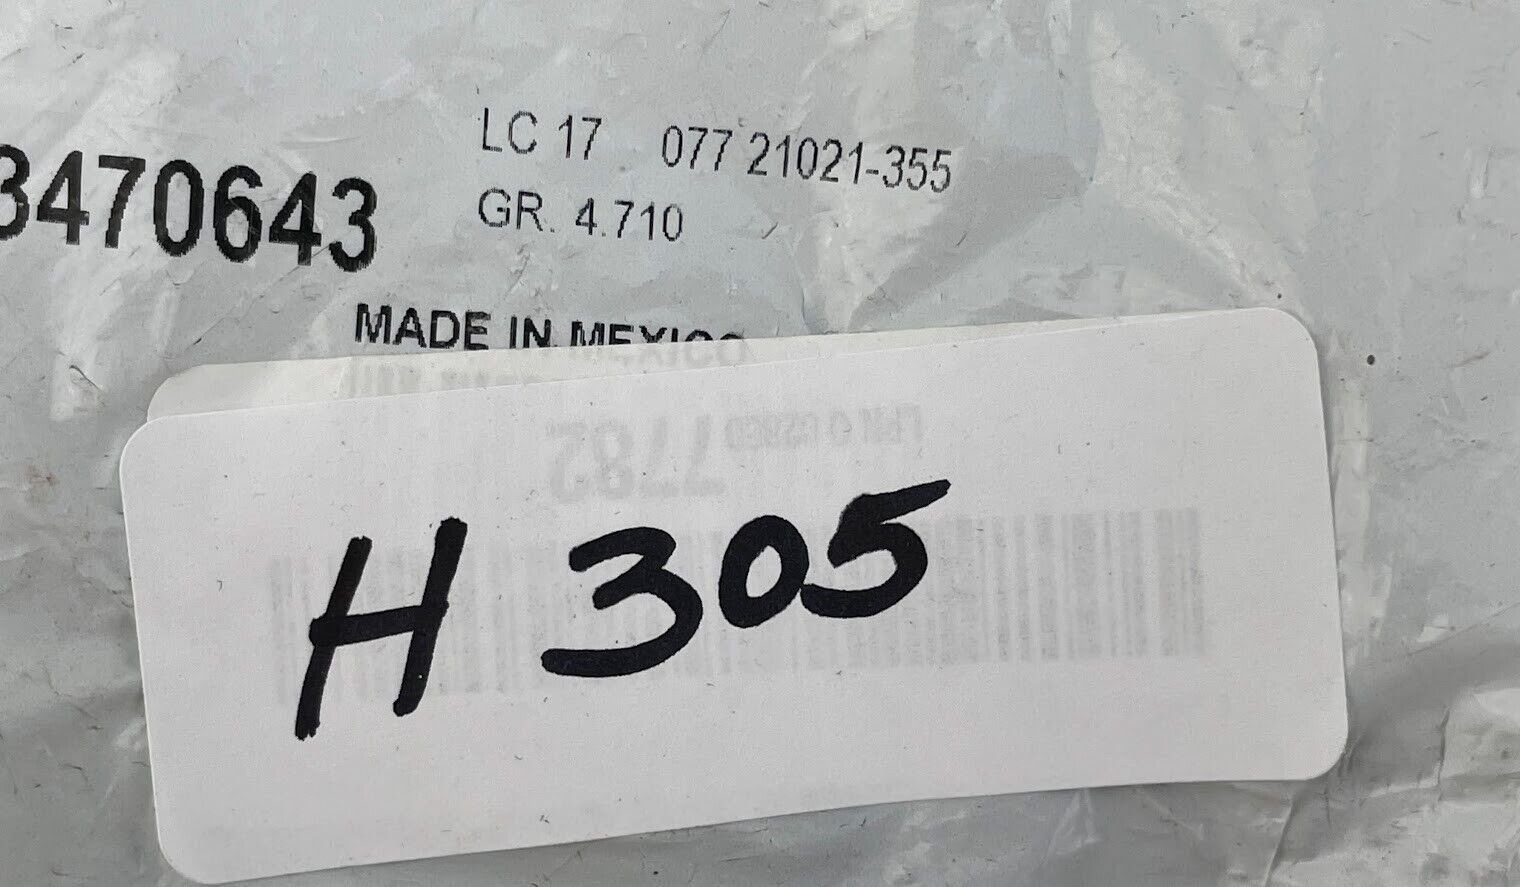 3470643
LC 17 077 21021-355
GR. 4.710
MADE IN MEXICO
H 305